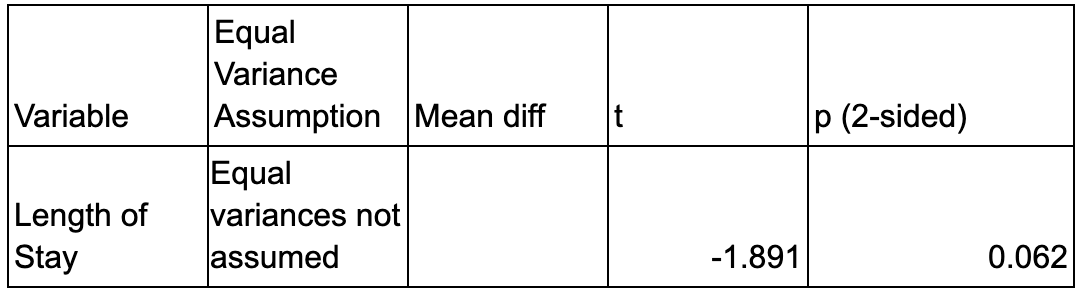 Variable
Equal
Variance
Assumption
Mean diff
t
p (2-sided)
Length of
Stay
Equal
variances not
assumed
-1.891
0.062